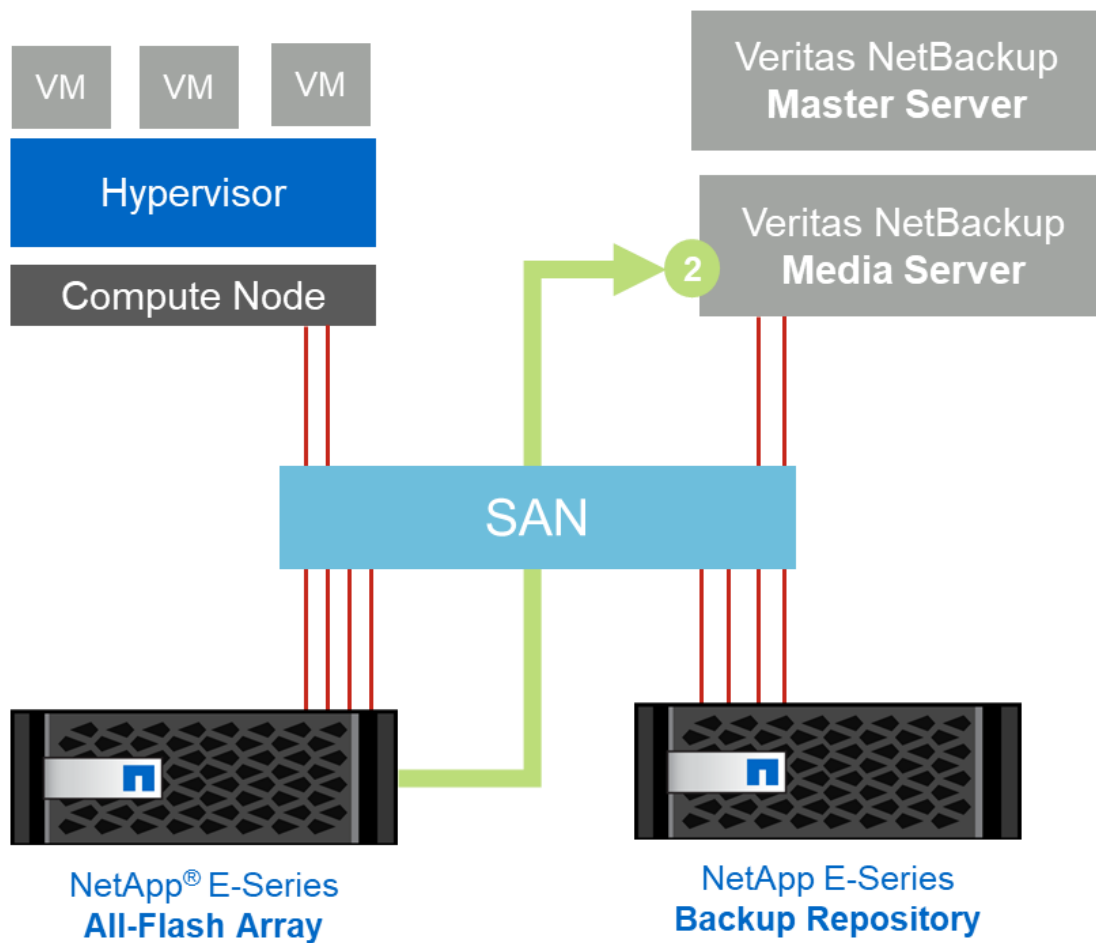 VM
VM
VM
Hypervisor
Compute Node
Veritas NetBackup
Master Server
Veritas NetBackup
Media Server
2
SAN
NetApp® E-Series
All-Flash Array
NetApp E-Series
Backup Repository